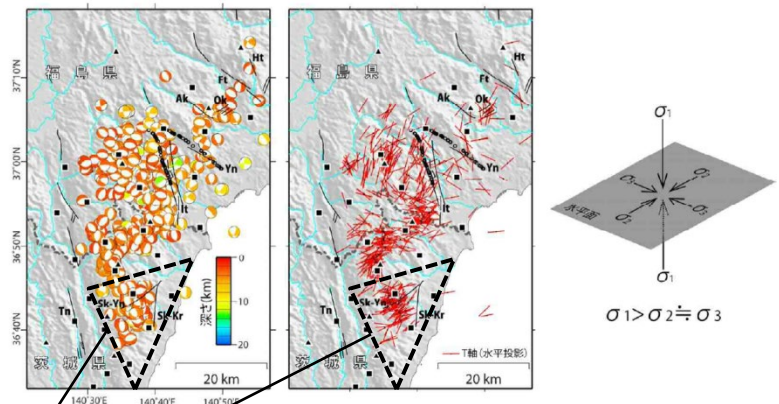 37°10'N
37°00'N
36°50'N
36°40'N
福島県
Ht
Ft
Ak
Ok
Yn
It
Sk-Yn
Sk-Kr
Tn
茨城県
0
10
20
深さ(km)
20 km
140°30'E
140°40'E
140°50'E
福島県
Ht
Ft
Ak
Ok
Yn
It
Sk-Yn
Sk-Kr
Tn
茨城県
T軸(水平投影)
20 km
σ1
σ3
σ2
水平面
σ2
σ3
σ1
σ1>σ2≒σ3